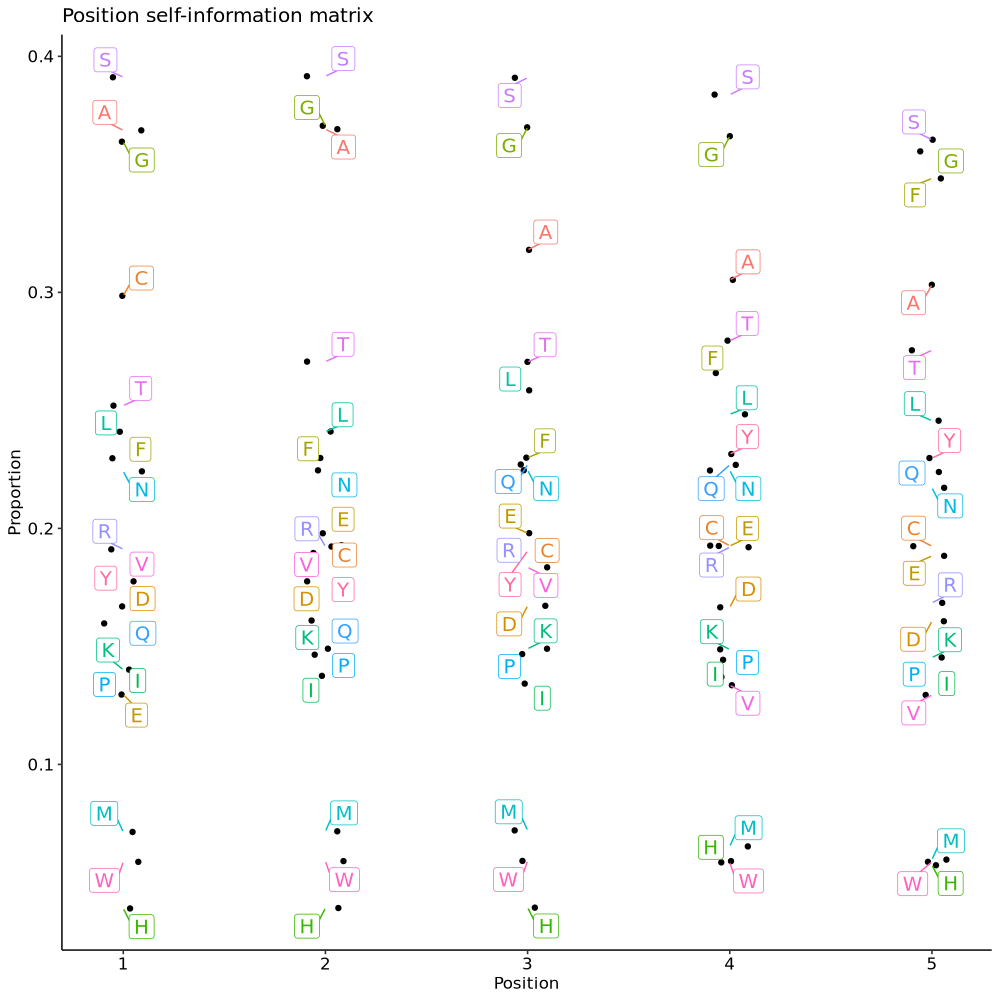 Position self-information matrix
0.4
0.3
0.2
0.1
Proportion
S
A
G
C
T
L
F
N
R
V
Y
D
Q
K
I
P
E
M
W
H
S
G
A
T
L
F
N
E
R
C
V
Y
D
Q
K
P
I
M
W
H
S
G
A
T
L
F
Q
N
E
R
C
Y
V
D
K
P
I
M
W
H
S
G
A
T
F
L
Y
Q
N
C
E
R
D
K
P
I
V
M
H
W
S
G
F
A
T
L
Y
Q
N
C
E
R
D
K
P
I
V
M
W
H
1 2 3 4 5
Position